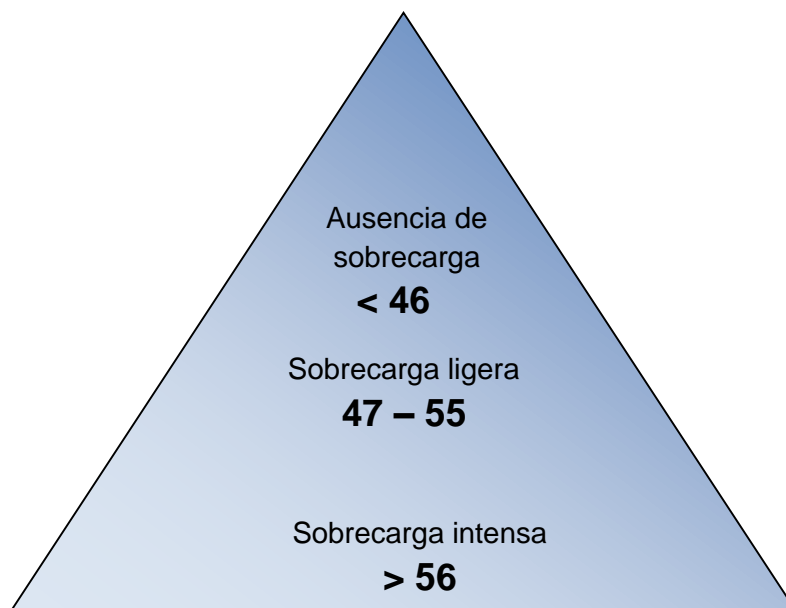 Ausencia de
sobrecarga
< 46
Sobrecarga ligera
47 – 55
Sobrecarga intensa
> 56